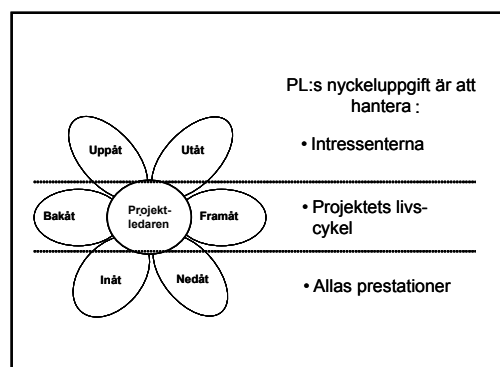 PL:s nyckeluppgift är att
hantera :
Uppåt
Utåt
• Intressenterna
Bakåt
Projekt-
ledaren
Framåt
• Projektets livs-
cykel
Inåt
Nedåt
• Allas prestationer